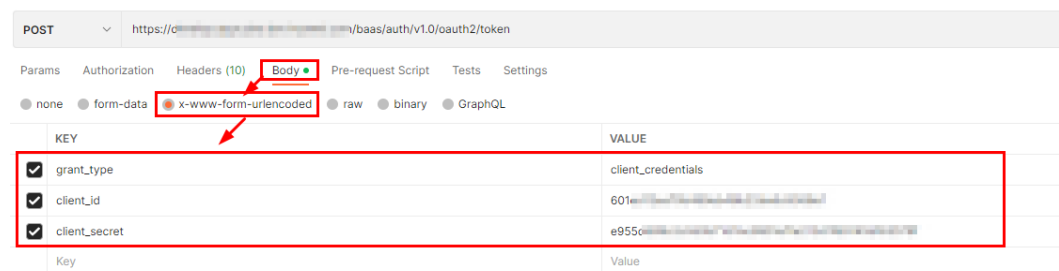 POST https://d /baas/auth/v1.0/oauth2/token
Params Authorization Headers (10) Body Pre-request Script Tests Settings
none form-data x-www-form-urlencoded raw binary GraphQL
KEY VALUE
grant_type client_credentials
client_id 601
client_secret e955
Key Value